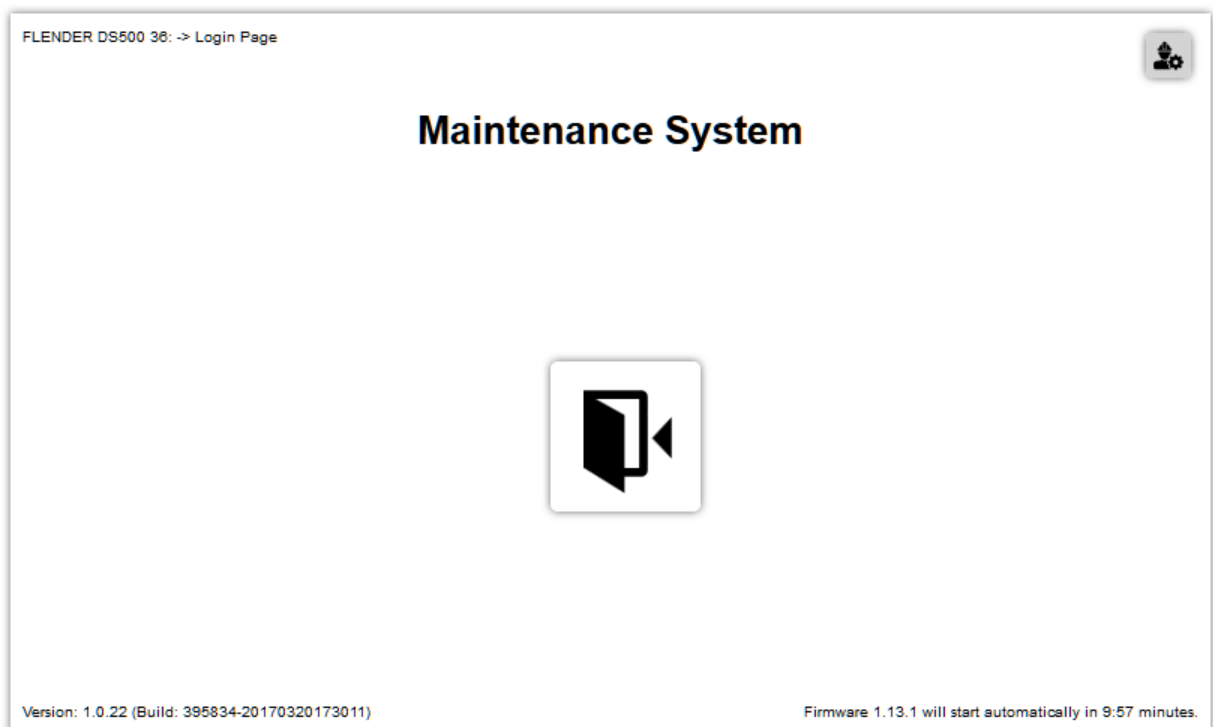 FLENDER DS500 36: -> Login Page
Maintenance System
Version: 1.0.22 (Build: 395834-20170320173011)
Firmware 1.13.1 will start automatically in 9:57 minutes.